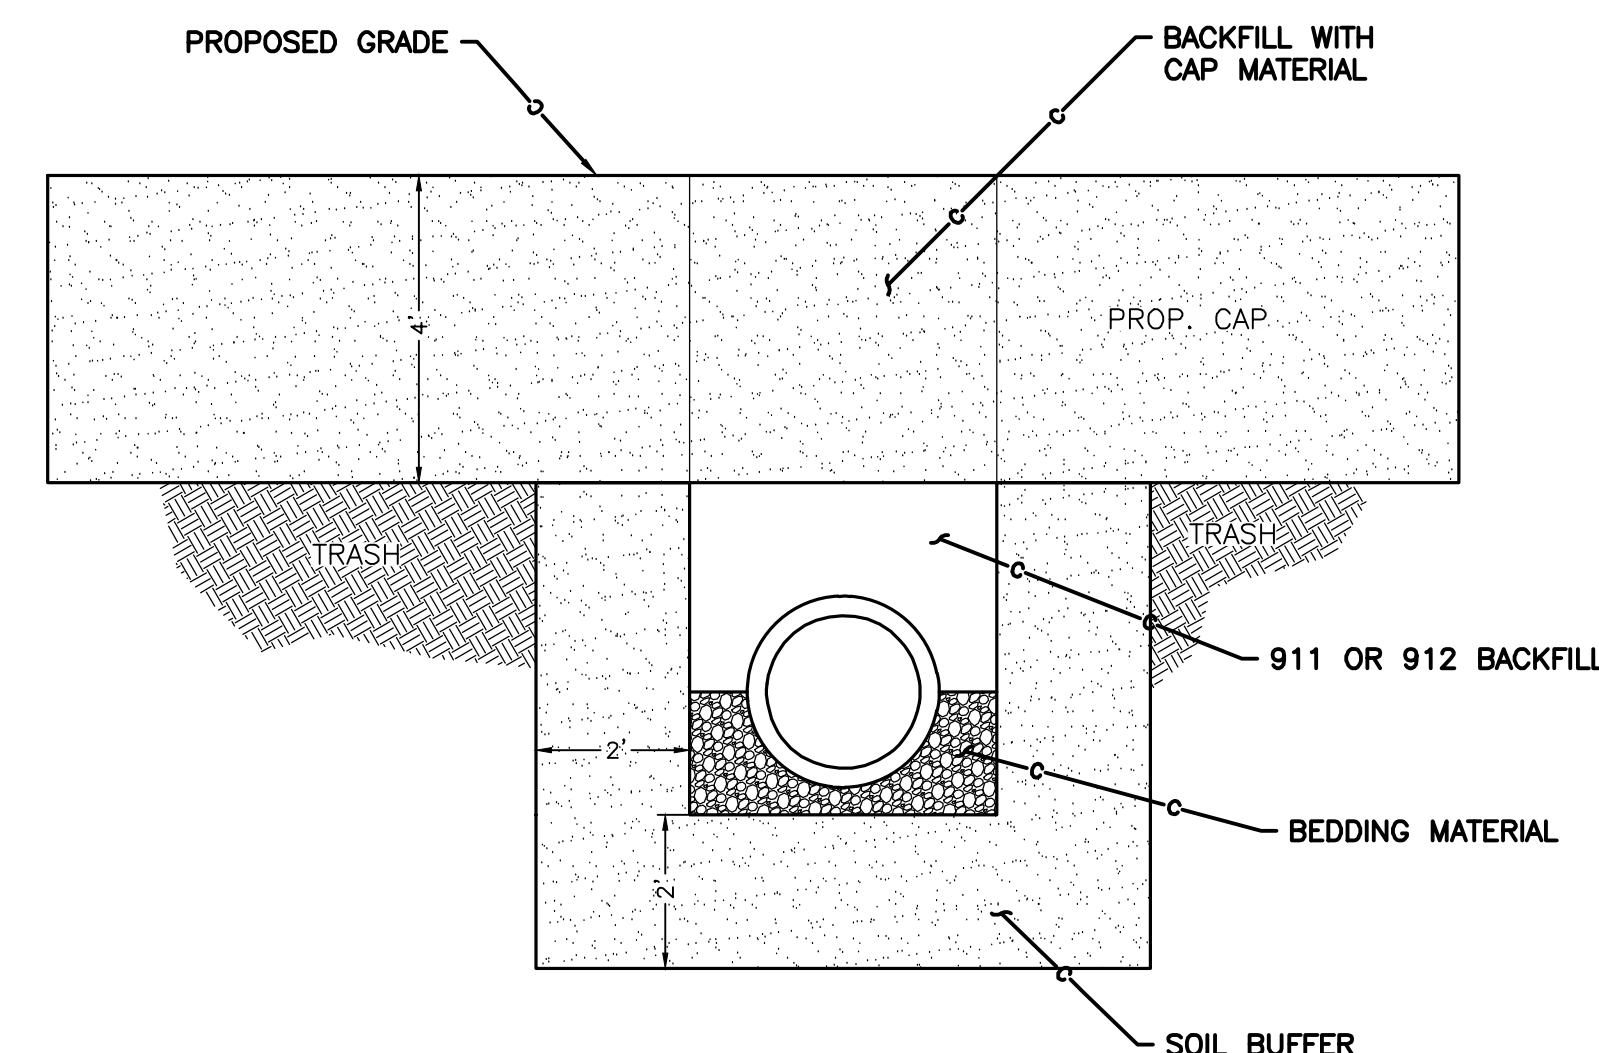 PROPOSED GRADE
BACKFILL WITH
CAP MATERIAL
C
C
C
4'
PROP. CAP
TRASH
TRASH
C
C
911 OR 912 BACKFILL
2'
C
C
BEDDING MATERIAL
2'
C
SOIL BUFFER